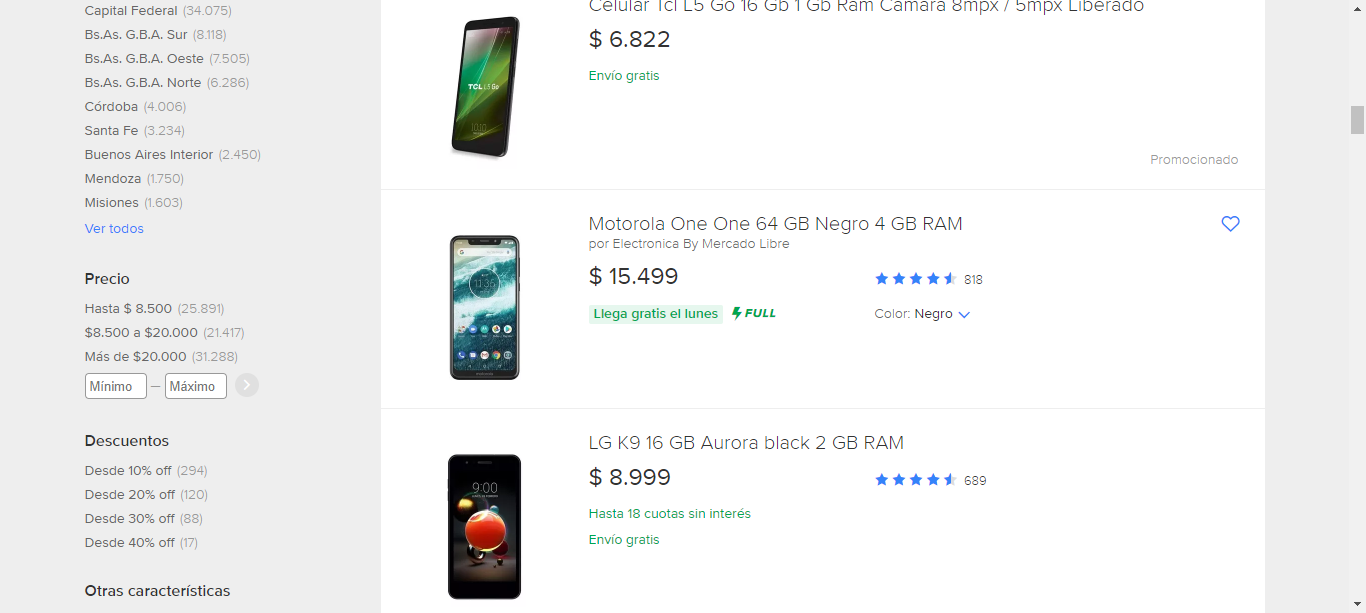 Capital Federal (34.075)
Bs.As. G.B.A. Sur (8.118)
Bs.As. G.B.A. Oeste (7.505)
Bs.As. G.B.A. Norte (6.286)
Córdoba (4.006)
Santa Fe (3.234)
Buenos Aires Interior (2.450)
Mendoza (1.750)
Misiones (1.603)
Ver todos
Precio
Hasta $ 8.500 (25.891)
$8.500 a $20.000 (21.417)
Más de $20.000 (31.288)
Mínimo – Máximo
Descuentos
Desde 10% off (294)
Desde 20% off (120)
Desde 30% off (88)
Desde 40% off (17)
Otras características
Celular Tcl L5 Go 16 Gb 1 Gb Ram Camara 8mpx / 5mpx Liberado
$ 6.822
Envío gratis
TCL L5 Go
Promocionado
Motorola One One 64 GB Negro 4 GB RAM
por Electronica By Mercado Libre
$ 15.499
818
Llega gratis el lunes FULL
Color: Negro
11:35
LG K9 16 GB Aurora black 2 GB RAM
$ 8.999
689
Hasta 18 cuotas sin interés
Envío gratis
9:00